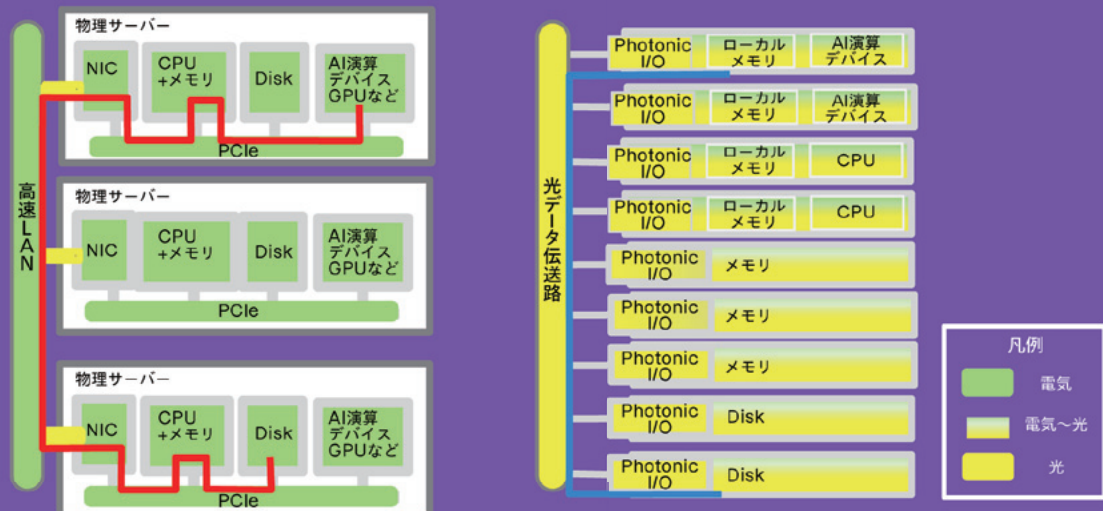 高速LAN
物理サーバー
NIC
CPU
+メモリ
Disk
AI演算
デバイス
GPUなど
PCIe
物理サーバー
NIC
CPU
+メモリ
Disk
AI演算
デバイス
GPUなど
PCIe
物理サーバー
NIC
CPU
+メモリ
Disk
AI演算
デバイス
GPUなど
PCIe
光データ伝送路
Photonic
I/O
ローカル
メモリ
AI演算
デバイス
Photonic
I/O
ローカル
メモリ
AI演算
デバイス
Photonic
I/O
ローカル
メモリ
CPU
Photonic
I/O
ローカル
メモリ
CPU
Photonic
I/O
メモリ
Photonic
I/O
メモリ
Photonic
I/O
メモリ
Photonic
I/O
Disk
Photonic
I/O
Disk
凡例
電気
電気～光
光